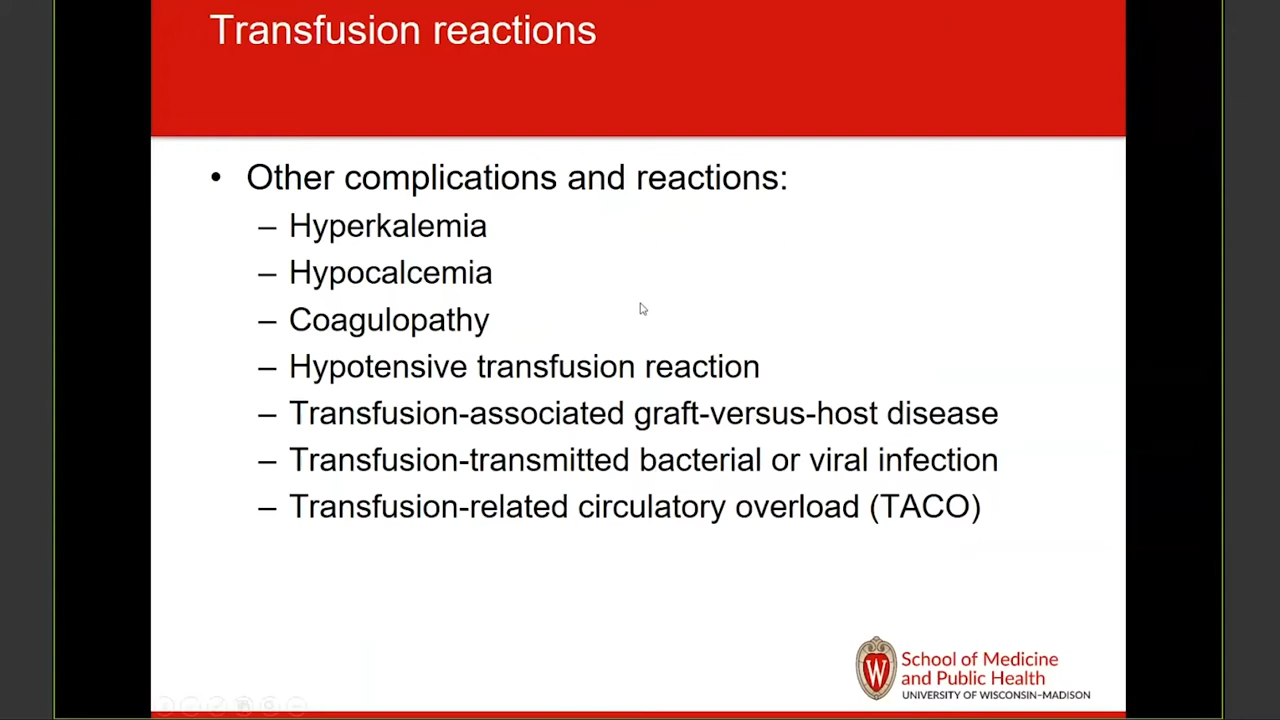 Transfusion reactions
• Other complications and reactions:
– Hyperkalemia
– Hypocalcemia
– Coagulopathy
– Hypotensive transfusion reaction
– Transfusion-associated graft-versus-host disease
– Transfusion-transmitted bacterial or viral infection
– Transfusion-related circulatory overload (TACO)
W
School of Medicine
and Public Health
UNIVERSITY OF WISCONSIN–MADISON